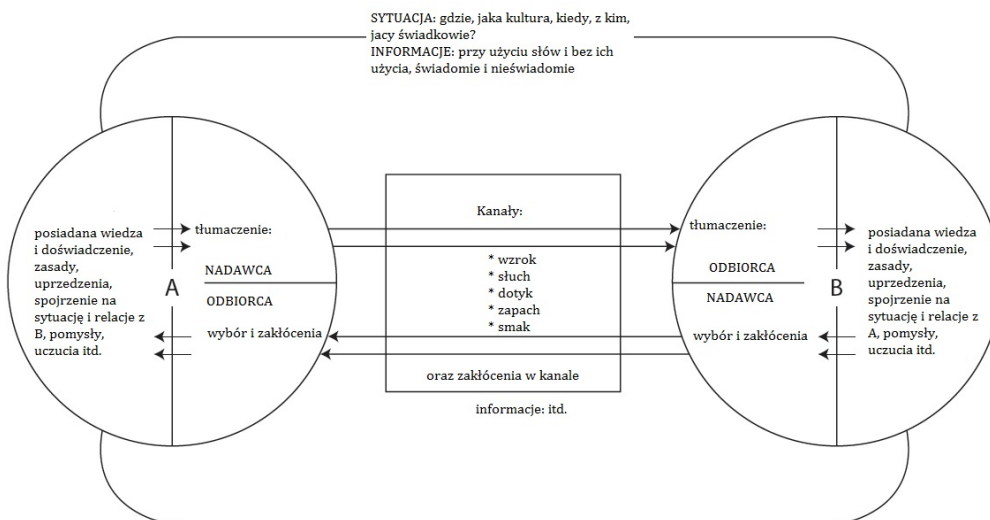 SYTUACJA: gdzie, jaka kultura, kiedy, z kim,
jacy świadkowie?
INFORMACJE: przy użyciu słów i bez ich
użycia, świadomie i nieświadomie
posiadana wiedza
i doświadczenie,
zasady,
uprzedzenia,
spojrzenie na
sytuację i relacje z
B, pomysły,
uczucia itd.
A
tłumaczenie:
NADAWCA
ODBIORCA
wybór i zakłócenia
Kanały:
* wzrok
* słuch
* dotyk
* zapach
* smak
oraz zakłócenia w kanale
informacje: itd.
tłumaczenie:
ODBIORCA
NADAWCA
wybór i zakłócenia
B
posiadana wiedza
i doświadczenie,
zasady,
uprzedzenia,
spojrzenie na
sytuację i relacje z
A, pomysły,
uczucia itd.